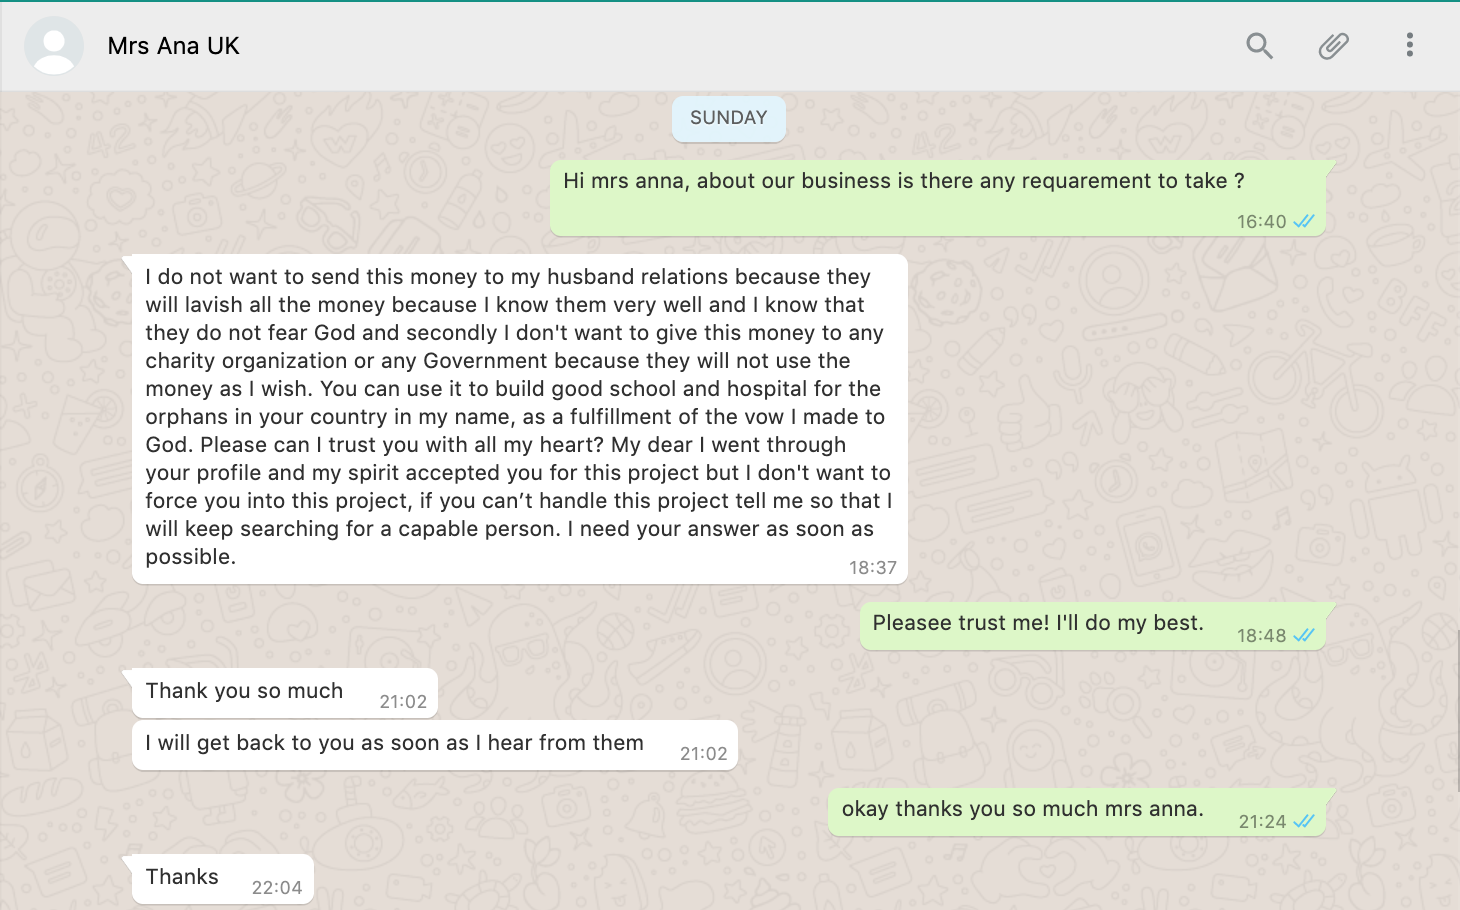 Mrs Ana UK
SUNDAY
Hi mrs anna, about our business is there any requarement to take ?
16:40
I do not want to send this money to my husband relations because they
will lavish all the money because I know them very well and I know that
they do not fear God and secondly I don't want to give this money to any
charity organization or any Government because they will not use the
money as I wish. You can use it to build good school and hospital for the
orphans in your country in my name, as a fulfillment of the vow I made to
God. Please can I trust you with all my heart? My dear I went through
your profile and my spirit accepted you for this project but I don't want to
force you into this project, if you can’t handle this project tell me so that I
will keep searching for a capable person. I need your answer as soon as
possible.
18:37
Pleasee trust me! I'll do my best.
18:48
Thank you so much
21:02
I will get back to you as soon as I hear from them
21:02
okay thanks you so much mrs anna.
21:24
Thanks
22:04